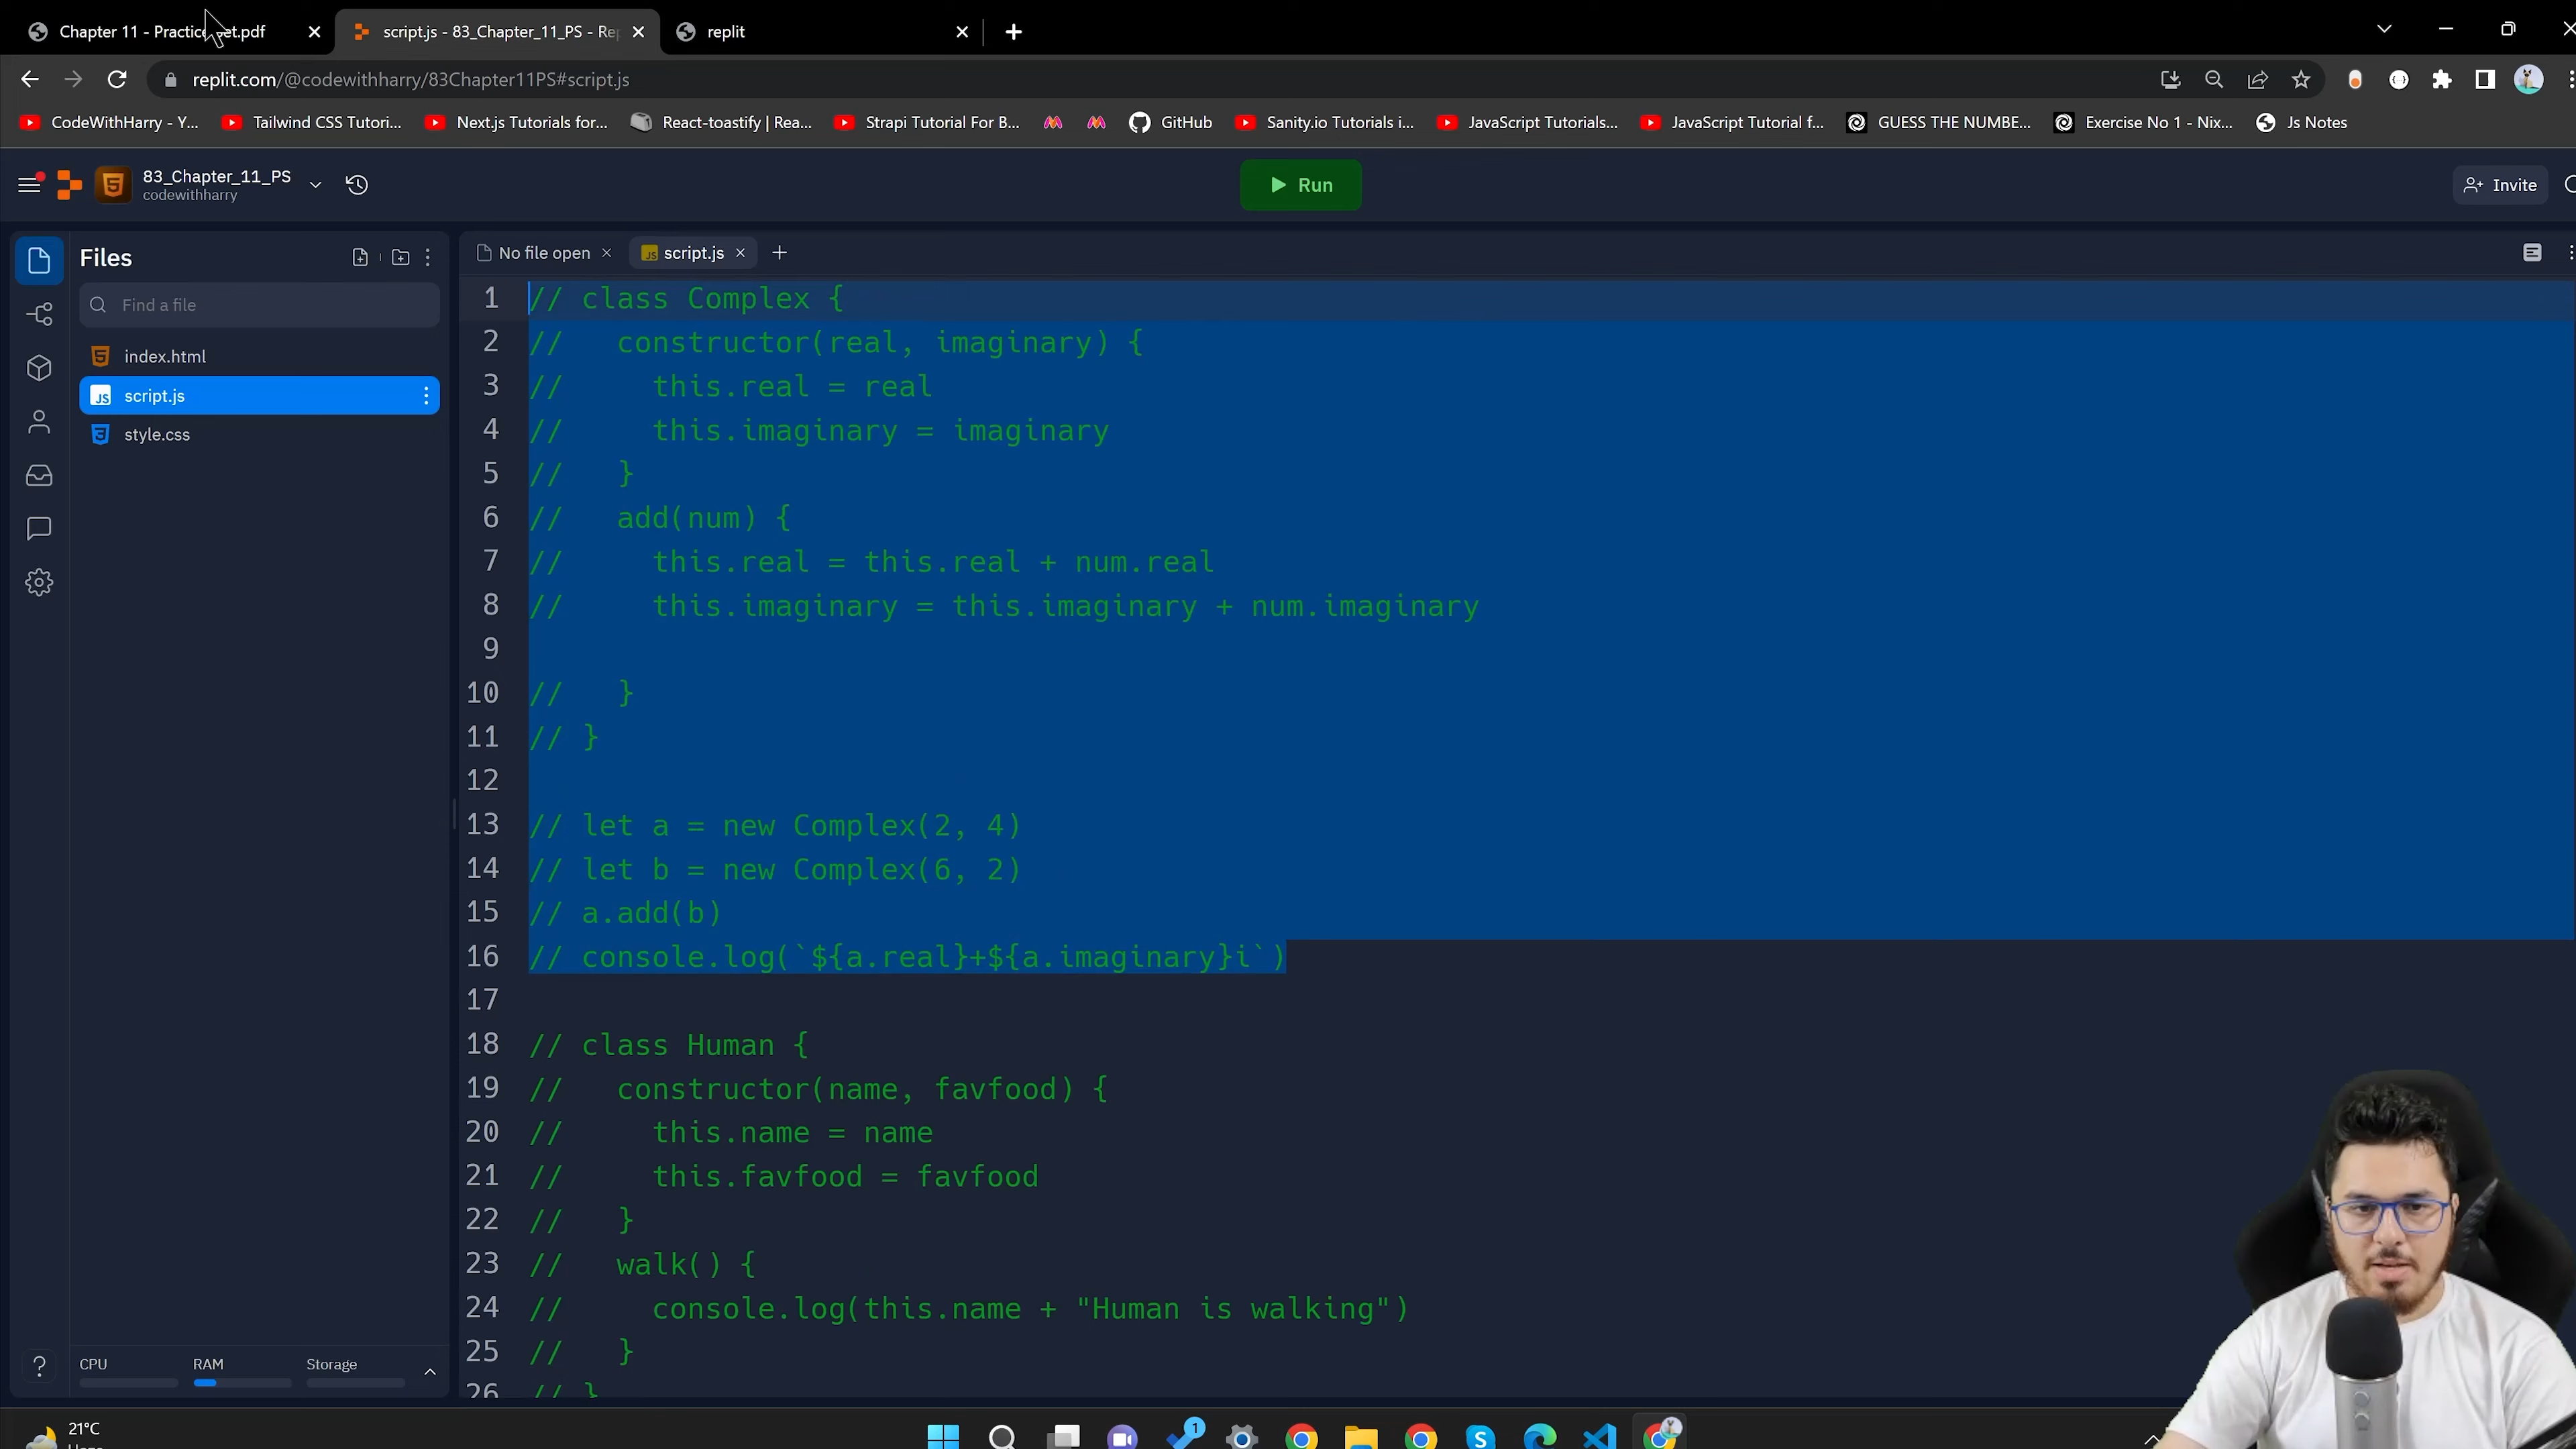 Chapter 11 - Practice Set.pdf
script.js - 83_Chapter_11_PS - Rep
replit
replit.com/@codewithharry/83Chapter11PS#script.js
CodeWithHarry - Y...
Tailwind CSS Tutori...
Next.js Tutorials for...
React-toastify | Rea...
Strapi Tutorial For B...
GitHub
Sanity.io Tutorials i...
JavaScript Tutorials...
JavaScript Tutorial f...
GUESS THE NUMBE...
Exercise No 1 - Nix...
Js Notes
83_Chapter_11_PS
codewithharry
Run
Invite
Files
Find a file
index.html
script.js
style.css
No file open
script.js
1 // class Complex {
2 //   constructor(real, imaginary) {
3 //     this.real = real
4 //     this.imaginary = imaginary
5 //   }
6 //   add(num) {
7 //     this.real = this.real + num.real
8 //     this.imaginary = this.imaginary + num.imaginary
9
10 //   }
11 // }
12
13 // let a = new Complex(2, 4)
14 // let b = new Complex(6, 2)
15 // a.add(b)
16 // console.log(`${a.real}+${a.imaginary}i`)
17
18 // class Human {
19 //   constructor(name, favfood) {
20 //     this.name = name
21 //     this.favfood = favfood
22 //   }
23 //   walk() {
24 //     console.log(this.name + "Human is walking")
25 //   }
26 // }
CPU
RAM
Storage
21°C
1